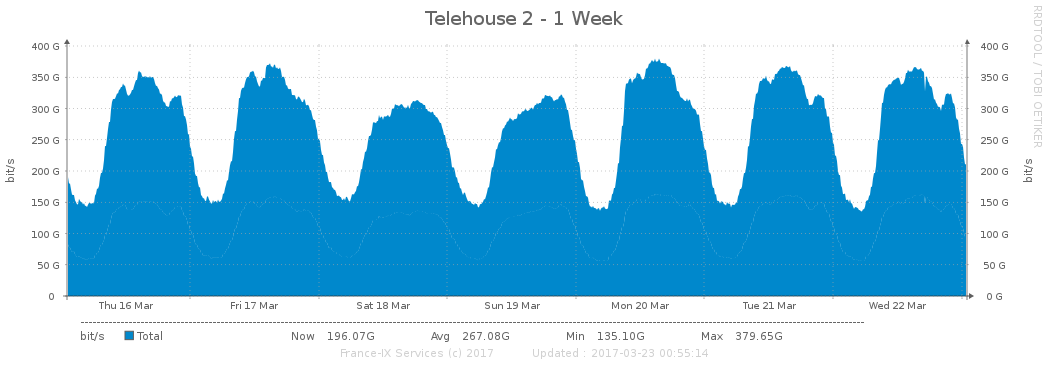 Telehouse 2 - 1 Week
RRDTOOL / TOBI OETIKER
400 G 400 G
350 G 350 G
300 G 300 G
250 G 250 G
200 G 200 G
150 G 150 G
100 G 100 G
50 G 50 G
0 0 G
bit/s bit/s
Thu 16 Mar Fri 17 Mar Sat 18 Mar Sun 19 Mar Mon 20 Mar Tue 21 Mar Wed 22 Mar
bit/s Total Now 196.07G Avg 267.08G Min 135.10G Max 379.65G
France-IX Services (c) 2017 Updated : 2017-03-23 00:55:14